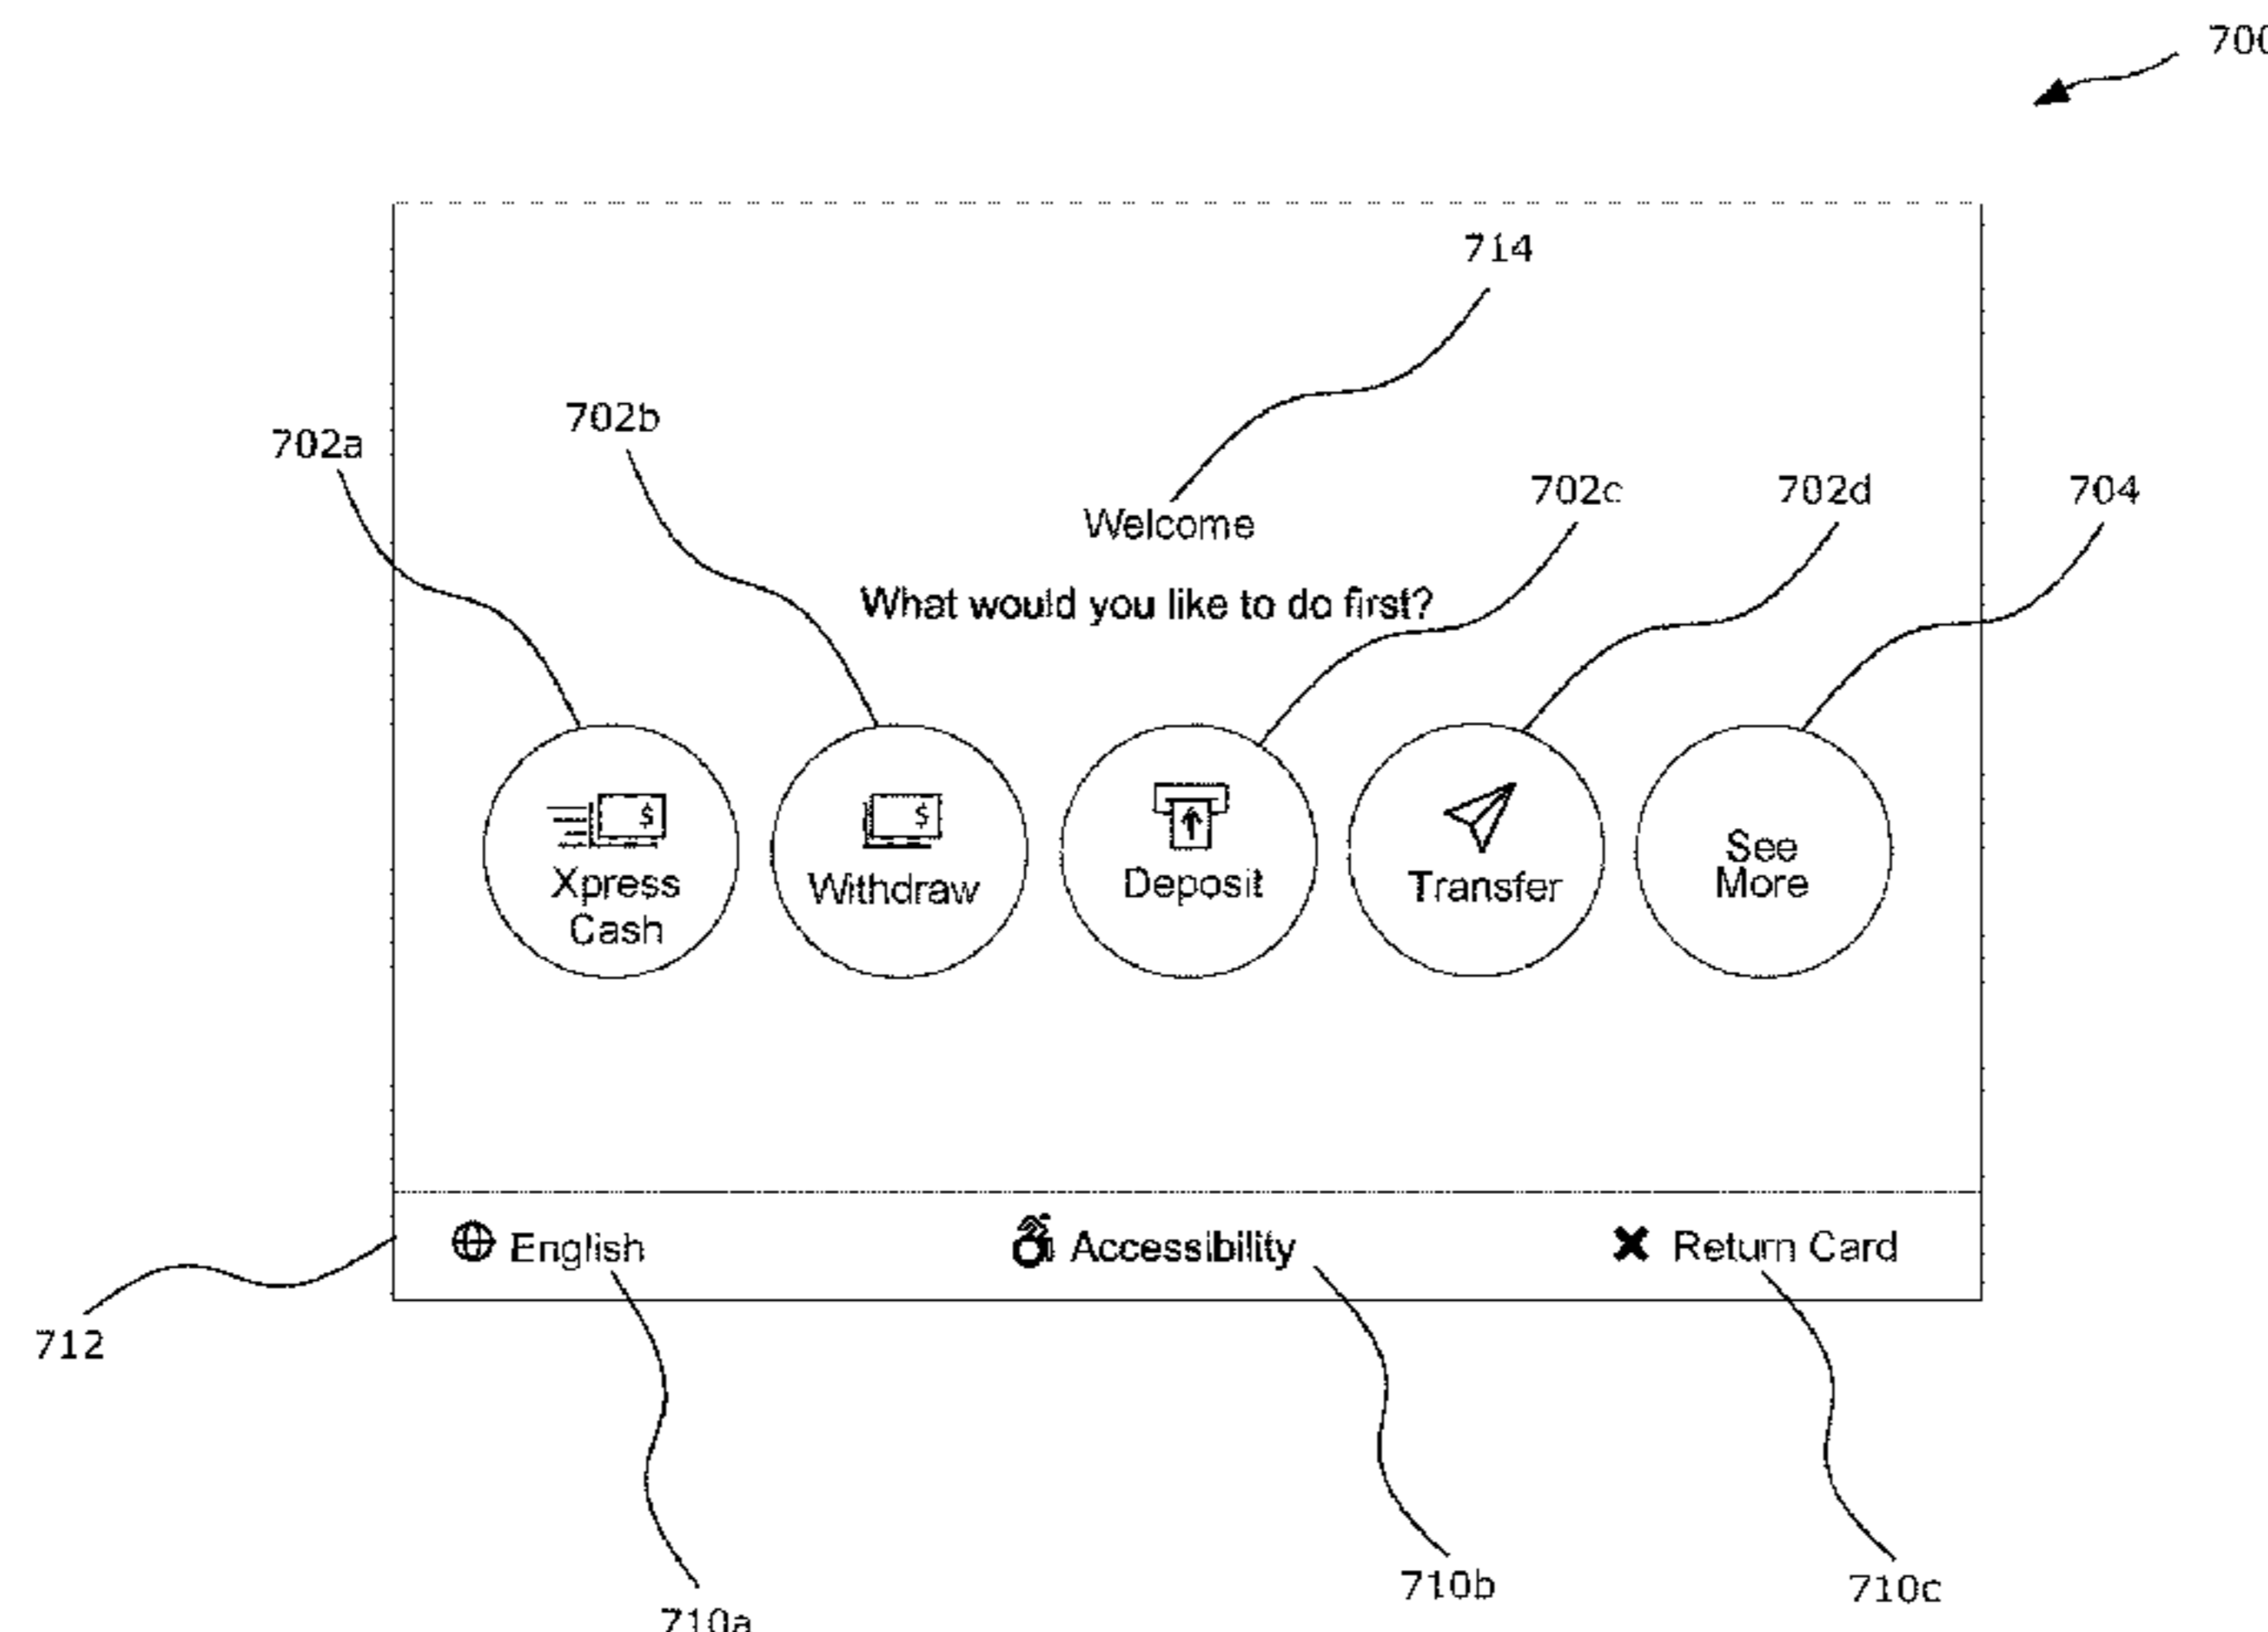 700
714
702b
702a
702c
702d
704
Welcome
What would you like to do first?
$
$
Xpress
Cash
Withdraw
Deposit
Transfer
See
More
English
Accessibility
Return Card
712
710b
710c
710a